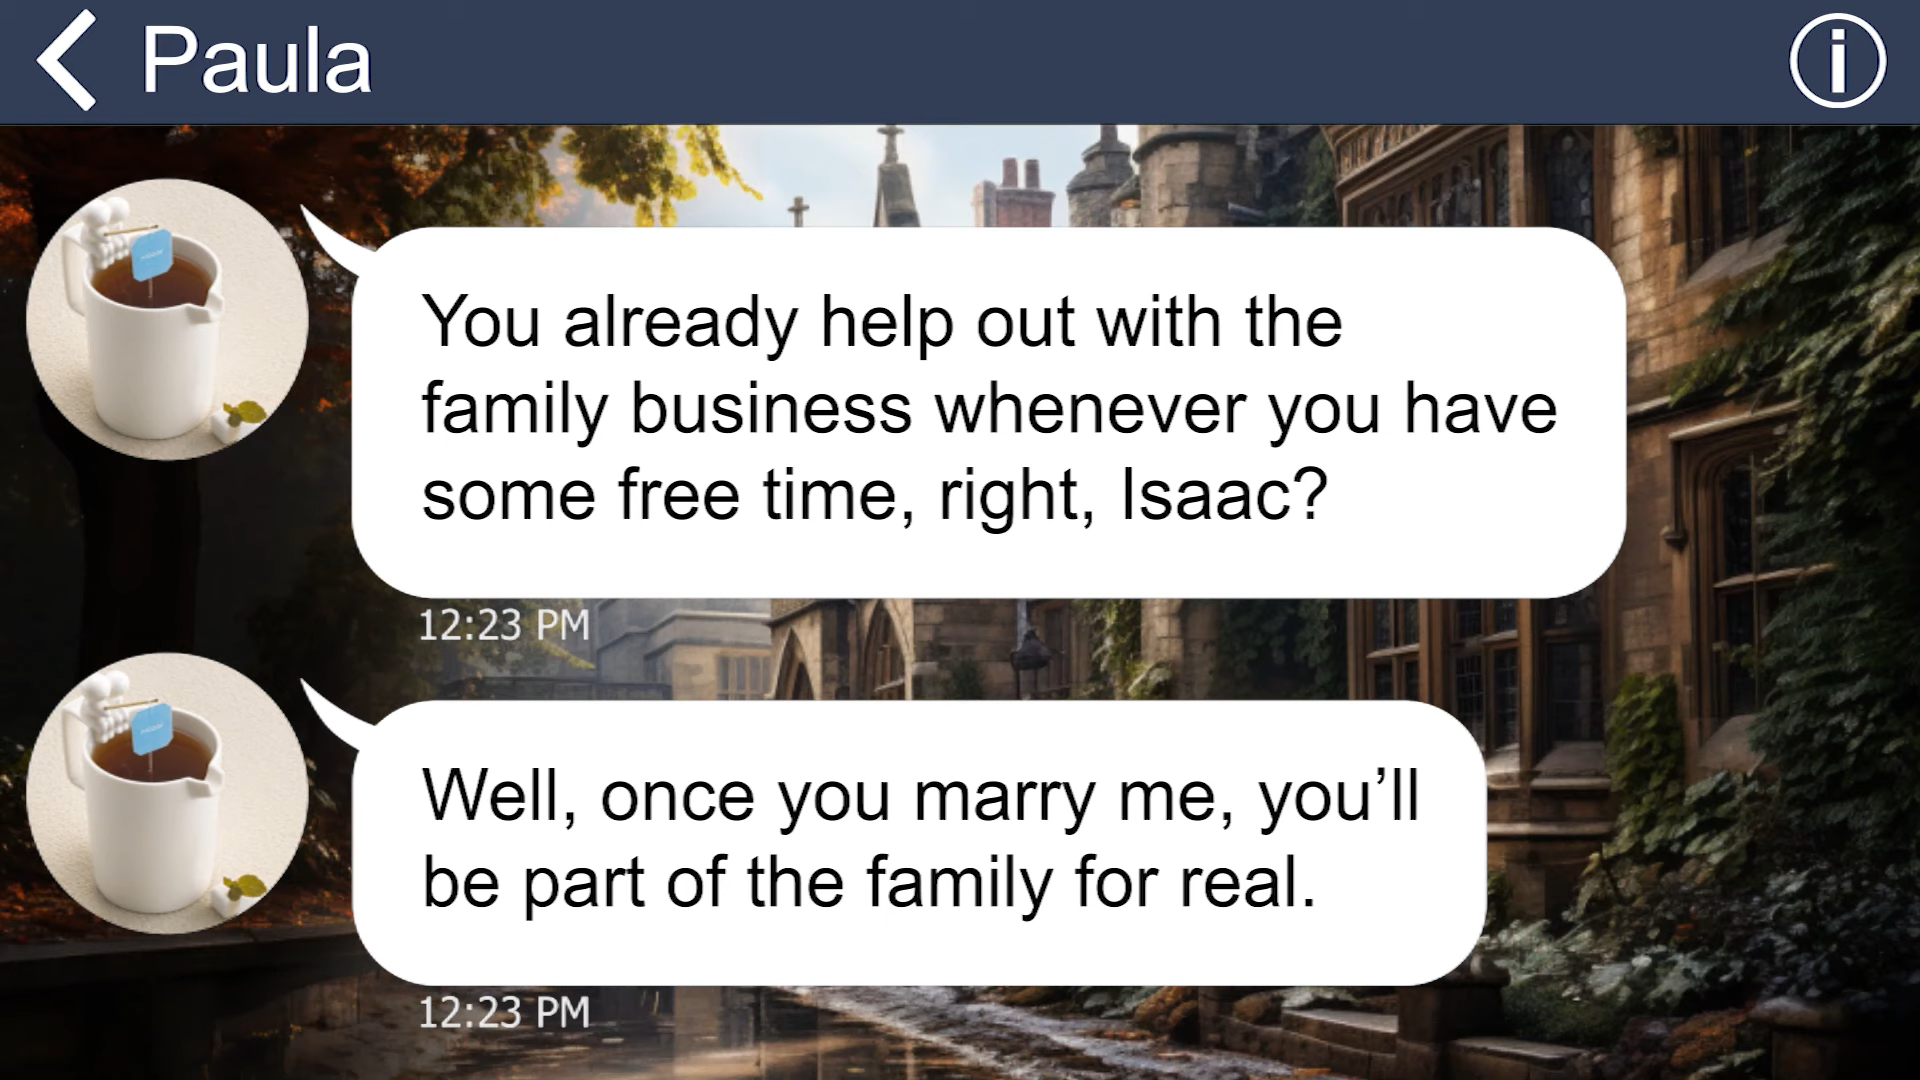 Paula
You already help out with the
family business whenever you have
some free time, right, Isaac?
12:23 PM
Well, once you marry me, you’ll
be part of the family for real.
12:23 PM